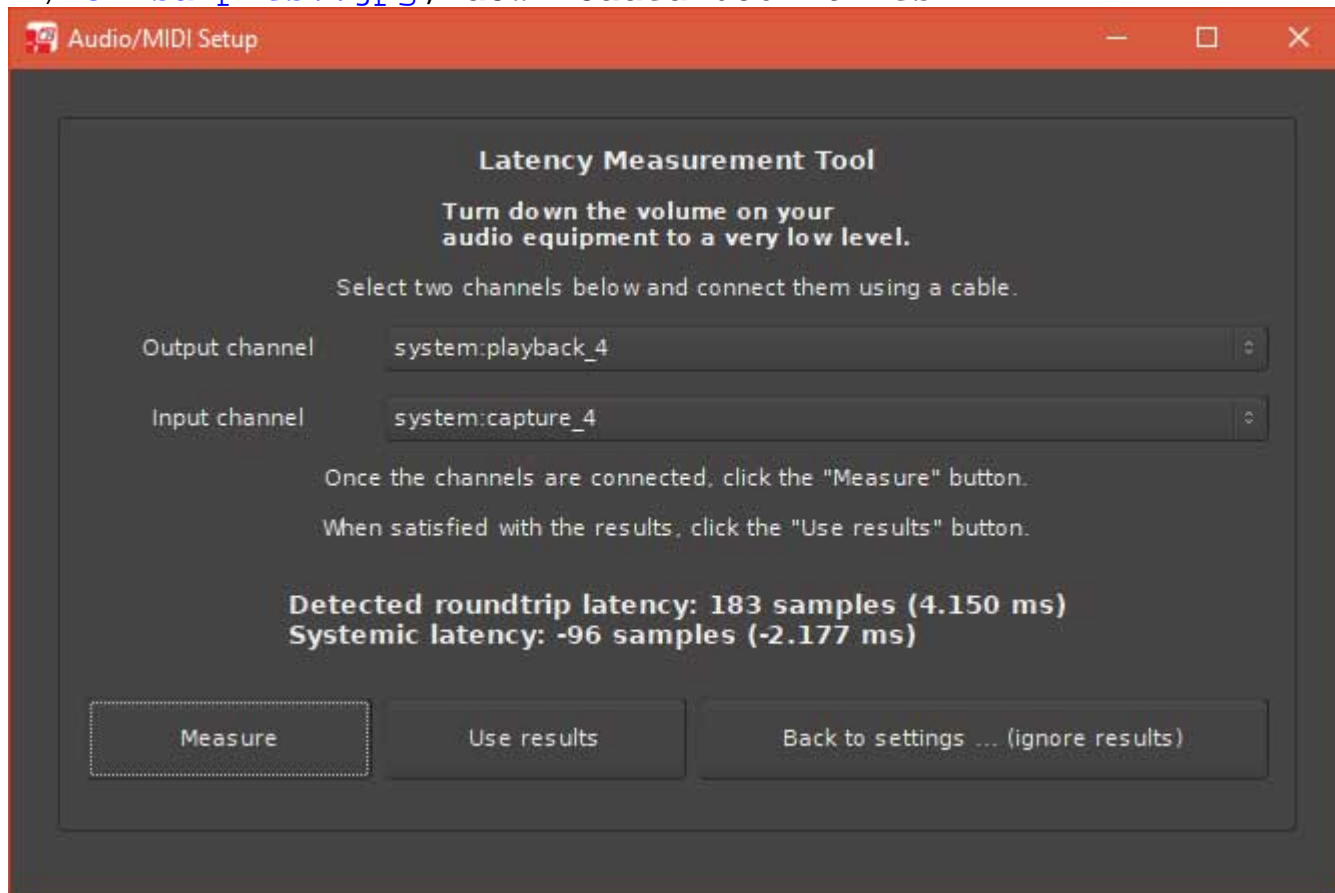 Audio/MIDI Setup
Latency Measurement Tool
Turn down the volume on your
audio equipment to a very low level.
Select two channels below and connect them using a cable.
Output channel system:playback_4
Input channel system:capture_4
Once the channels are connected, click the "Measure" button.
When satisfied with the results, click the "Use results" button.
Detected roundtrip latency: 183 samples (4.150 ms)
Systemic latency: -96 samples (-2.177 ms)
Measure Use results Back to settings ... (ignore results)